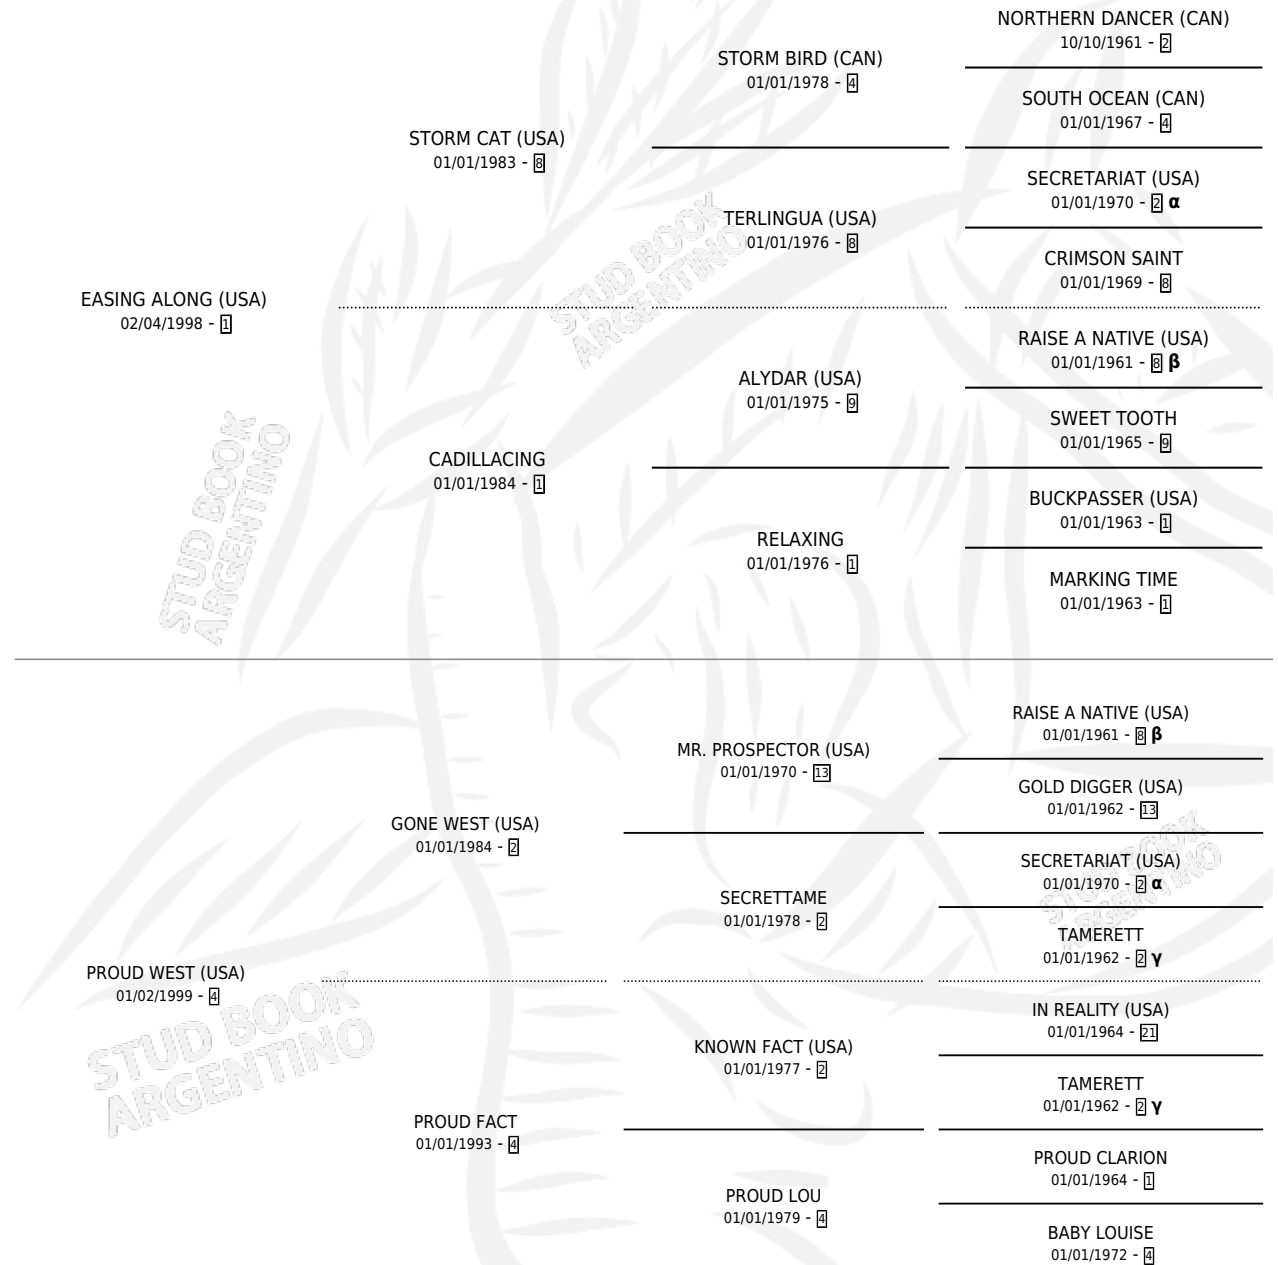 NORTHERN DANCER (CAN)
10/10/1961 - 2
STORM BIRD (CAN)
01/01/1978 - 4
SOUTH OCEAN (CAN)
01/01/1967 - 4
STORM CAT (USA)
01/01/1983 - 8
SECRETARIAT (USA)
01/01/1970 - 2 α
TERLINGUA (USA)
01/01/1976 - 8
CRIMSON SAINT
01/01/1969 - 8
EASING ALONG (USA)
02/04/1998 - 1
RAISE A NATIVE (USA)
01/01/1961 - 8 β
ALYDAR (USA)
01/01/1975 - 9
SWEET TOOTH
01/01/1965 - 9
CADILLACING
01/01/1984 - 1
BUCKPASSER (USA)
01/01/1963 - 1
RELAXING
01/01/1976 - 1
MARKING TIME
01/01/1963 - 1
RAISE A NATIVE (USA)
01/01/1961 - 8 β
MR. PROSPECTOR (USA)
01/01/1970 - 13
GOLD DIGGER (USA)
01/01/1962 - 13
GONE WEST (USA)
01/01/1984 - 2
SECRETARIAT (USA)
01/01/1970 - 2 α
SECRETTAME
01/01/1978 - 2
TAMERETT
01/01/1962 - 2 γ
PROUD WEST (USA)
01/02/1999 - 4
IN REALITY (USA)
01/01/1964 - 21
KNOWN FACT (USA)
01/01/1977 - 2
TAMERETT
01/01/1962 - 2 γ
PROUD FACT
01/01/1993 - 4
PROUD CLARION
01/01/1964 - 1
PROUD LOU
01/01/1979 - 4
BABY LOUISE
01/01/1972 - 4
STUD BOOK
ARGENTINO
STUD BOOK
ARGENTINO
STUD BOOK
ARGENTINO
STUD BOOK
ARGENTINO